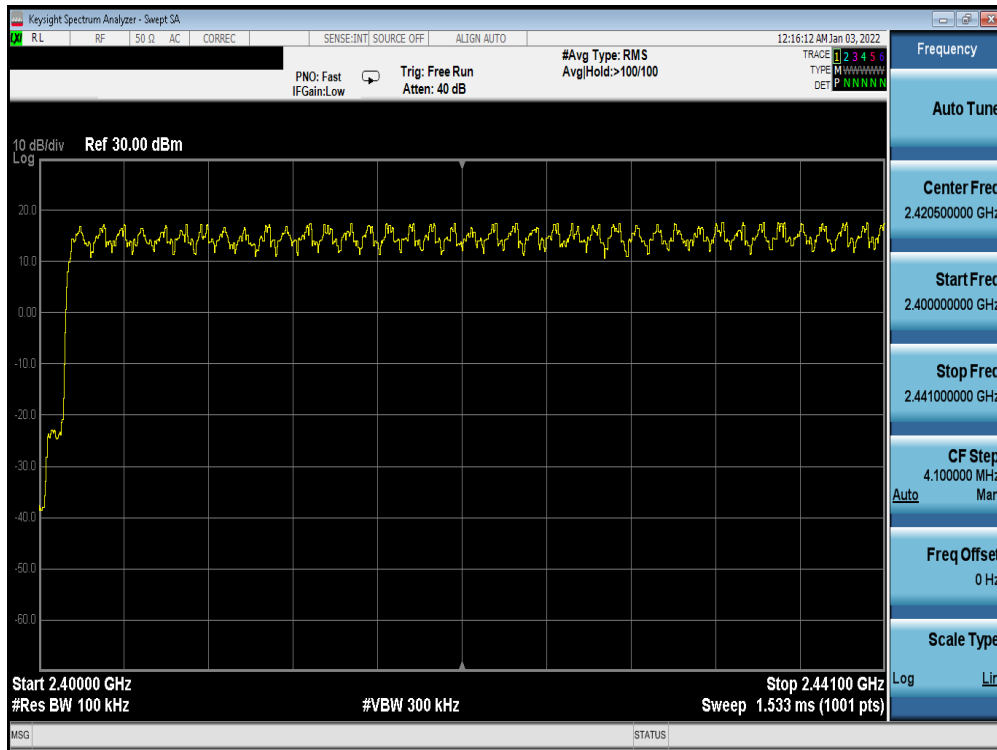 Keysight Spectrum Analyzer - Swept SA
LXI RL RF 50 Ω AC CORREC SENSE:INT SOURCE OFF ALIGN AUTO 12:16:12 AM Jan 03, 2022
#Avg Type: RMS
TRACE 1 2 3 4 5 6
PNO: Fast
Trig: Free Run
Avg|Hold:>100/100
TYPE M WWWWW
IFGain:Low
Atten: 40 dB
DET P N N N N N
10 dB/div Ref 30.00 dBm
Log
20.0
10.0
0.00
-10.0
-20.0
-30.0
-40.0
-50.0
-60.0
Start 2.40000 GHz Stop 2.44100 GHz
#Res BW 100 kHz #VBW 300 kHz Sweep 1.533 ms (1001 pts)
MSG STATUS
Frequency
Auto Tune
Center Freq
2.420500000 GHz
Start Freq
2.400000000 GHz
Stop Freq
2.441000000 GHz
CF Step
4.100000 MHz
Auto Man
Freq Offset
0 Hz
Scale Type
Log Lin